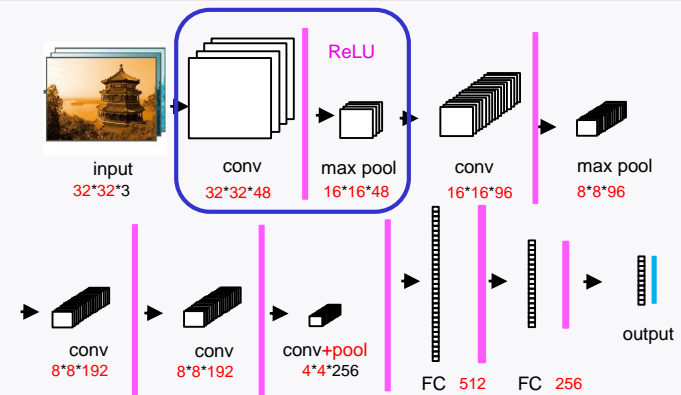 ReLU
input
32*32*3
conv
32*32*48
max pool
16*16*48
conv
16*16*96
max pool
8*8*96
conv
8*8*192
conv
8*8*192
conv+pool
4*4*256
FC 512
FC 256
output